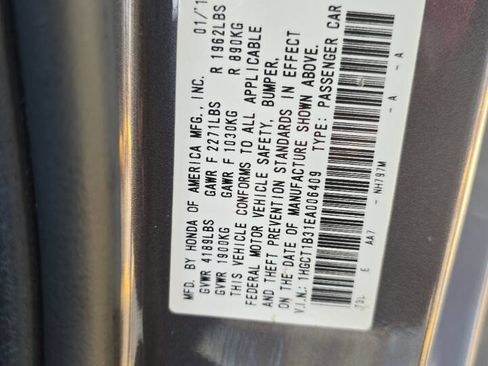 MFD. BY HONDA OF AMERICA MFG., INC. 01/1
GVWR 4189LBS GAWR F 2271LBS R 1962LBS
GVWR 1900KG GAWR F 1030KG R 890KG
THIS VEHICLE CONFORMS TO ALL APPLICABLE
FEDERAL MOTOR VEHICLE SAFETY, BUMPER,
AND THEFT PREVENTION STANDARDS IN EFFECT
ON THE DATE OF MANUFACTURE SHOWN ABOVE.
V.I.N.: 1HGCT1B31EA006409 TYPE: PASSENGER CAR
E AA7 - NH797M - A - A